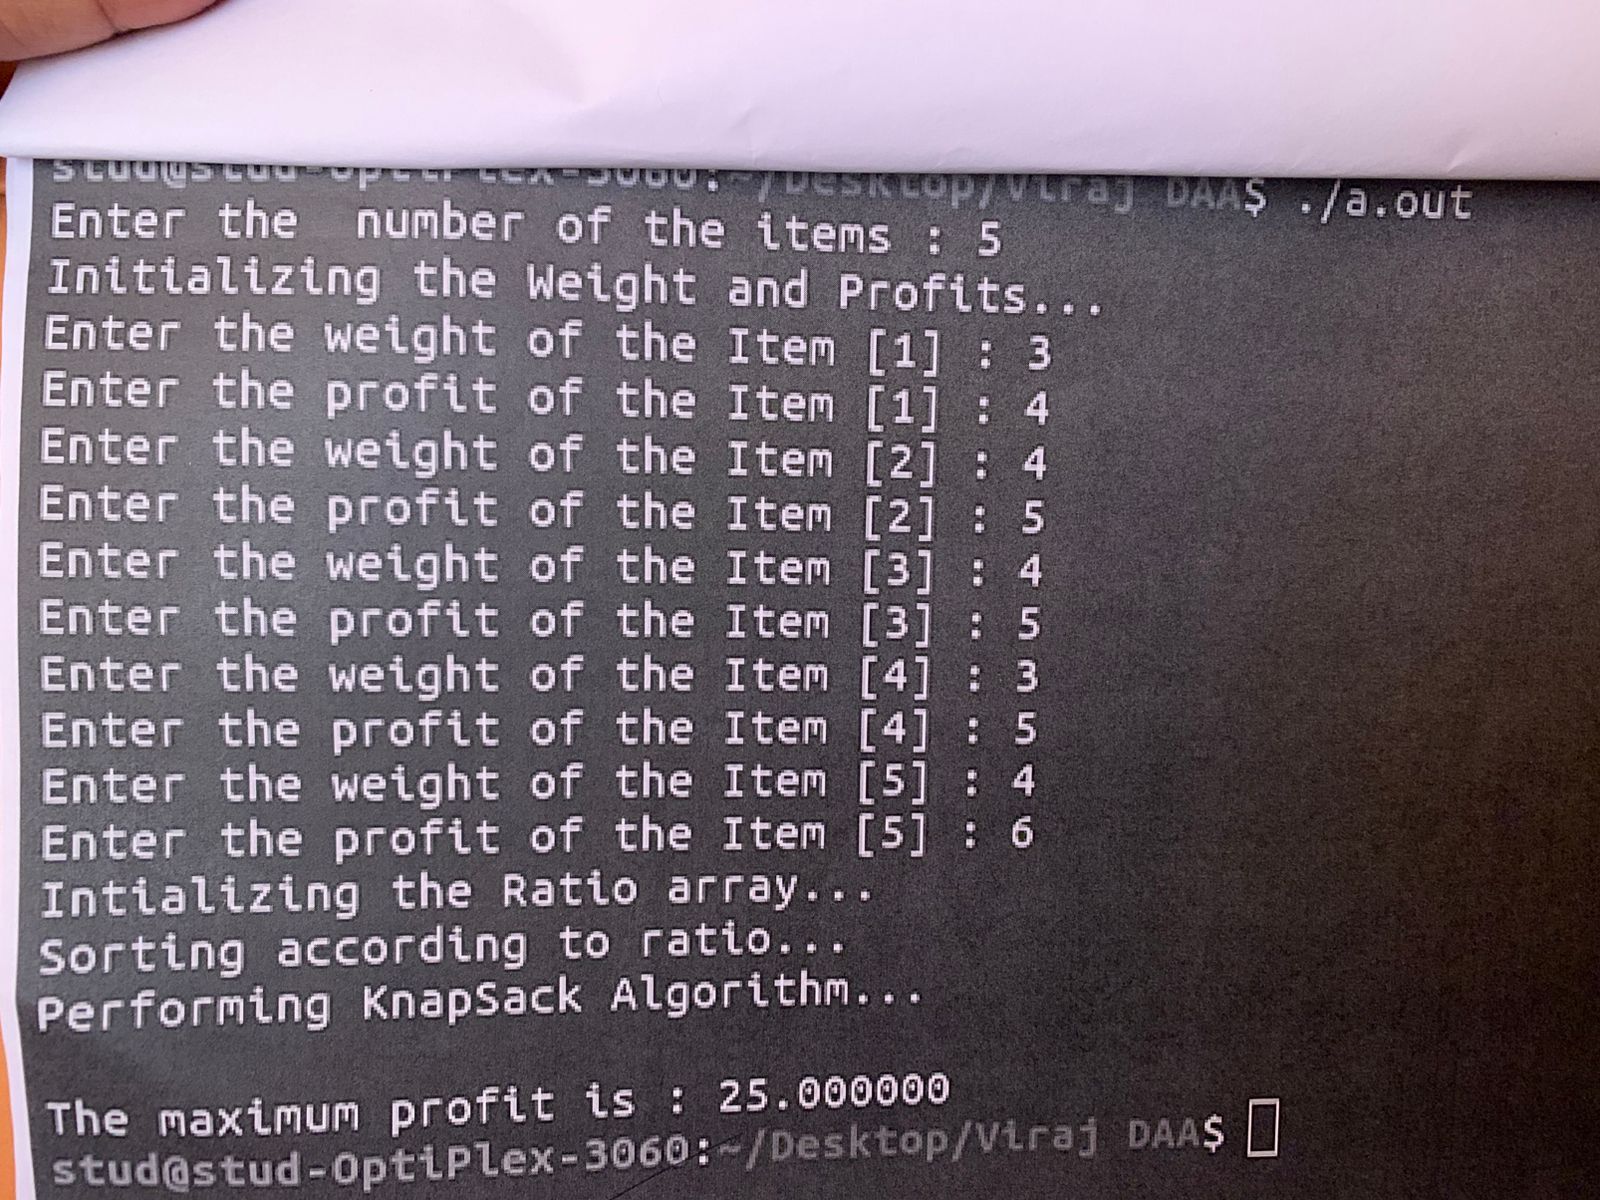 stud@stud-OptiPlex-3060:~/Desktop/Viraj DAA$ ./a.out
Enter the  number of the items : 5
Initializing the Weight and Profits...
Enter the weight of the Item [1] : 3
Enter the profit of the Item [1] : 4
Enter the weight of the Item [2] : 4
Enter the profit of the Item [2] : 5
Enter the weight of the Item [3] : 4
Enter the profit of the Item [3] : 5
Enter the weight of the Item [4] : 3
Enter the profit of the Item [4] : 5
Enter the weight of the Item [5] : 4
Enter the profit of the Item [5] : 6
Intializing the Ratio array...
Sorting according to ratio...
Performing KnapSack Algorithm...
The maximum profit is : 25.000000
stud@stud-OptiPlex-3060:~/Desktop/Viraj DAA$